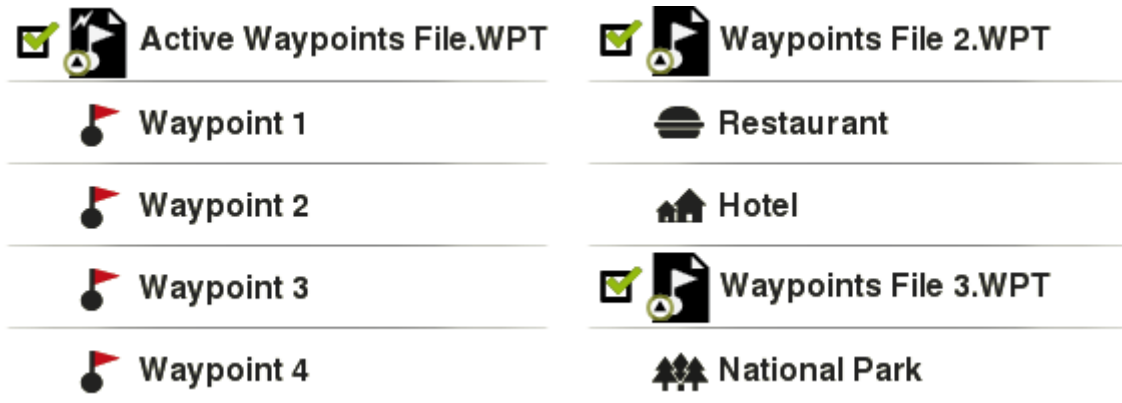 Active Waypoints File.WPT
Waypoint 1
Waypoint 2
Waypoint 3
Waypoint 4
Waypoints File 2.WPT
Restaurant
Hotel
Waypoints File 3.WPT
National Park